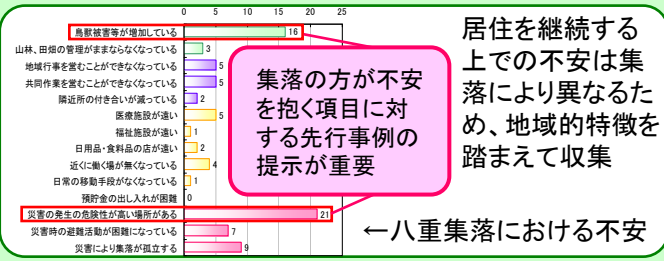 0 5 10 15 20 25
鳥獣被害等が増加している 16
山林、田畑の管理がままならなくなっている 3
地域行事を営むことができなくなっている 5
共同作業を営むことができなくなっている 5
隣近所の付き合いが減っている 2
医療施設が遠い 5
福祉施設が遠い 1
日用品・食料品の店が遠い 2
近くに働く場が無くなっている 4
日常の移動手段がなくなっている 1
預貯金の出し入れが困難 0
災害の発生の危険性が高い場所がある 21
災害時の避難活動が困難になっている 7
災害により集落が孤立する 9
集落の方が不安
を抱く項目に対
する先行事例の
提示が重要
居住を継続する
上での不安は集
落により異なるた
め、地域的特徴を
踏まえて収集
←八重集落における不安